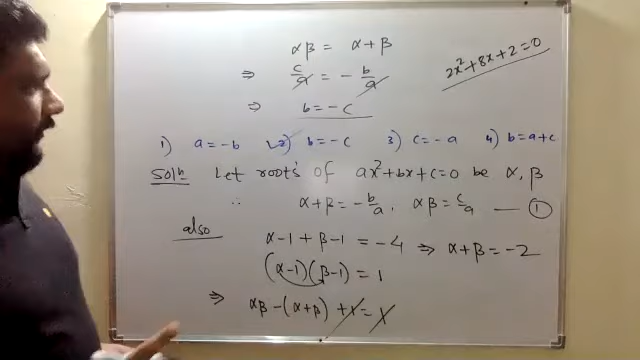 αβ = α+β
⇒ c/a = - b/a
2x²+8x+2=0
⇒ b = -c
1) a = -b 2) b = -c 3) c = -a 4) b = a+c
Solⁿ Let roots of ax²+bx+c=0 be α, β
∴ α+β = -b/a, αβ = c/a — ①
also α-1+β-1 = -4 ⇒ α+β = -2
(α-1)(β-1) = 1
⇒ αβ-(α+β) +1 = 1